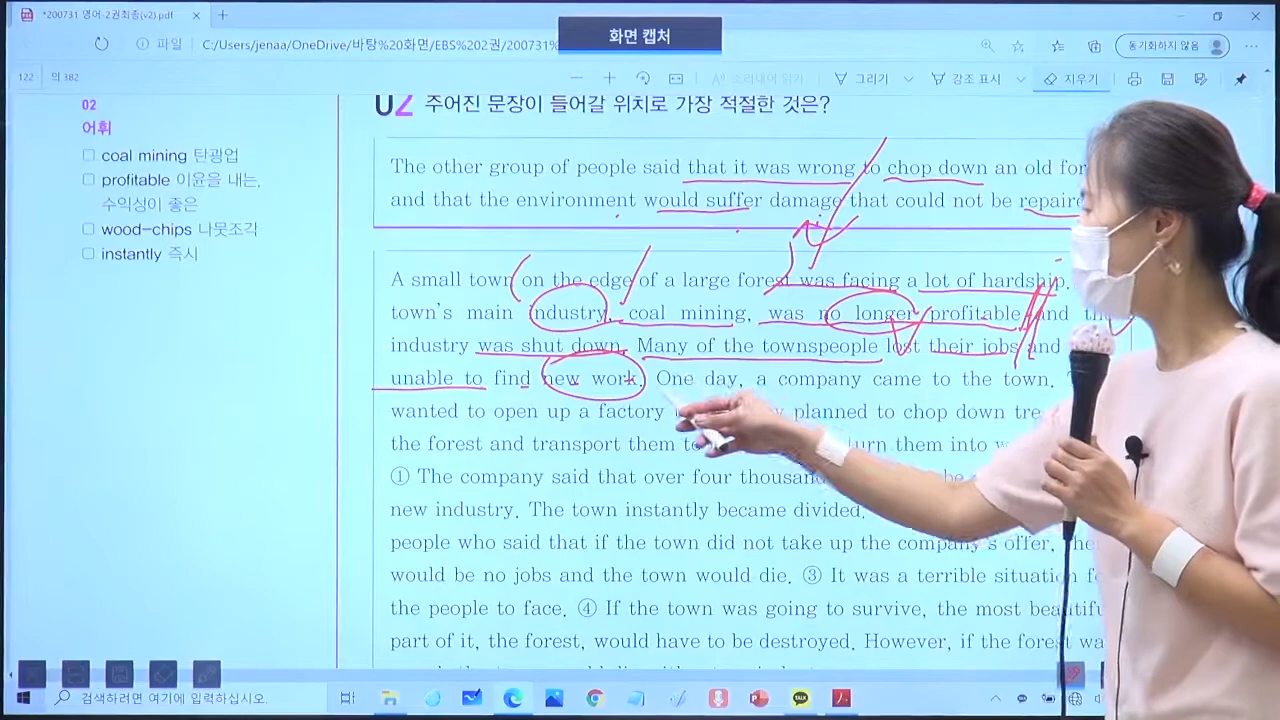 *200731 영어-2권최종(v2).pdf
화면 캡처
파일
C:/Users/jenaa/OneDrive/바탕%20화면/EBS%202권/200731%
동기화하지 않음
122 의 382
소리내어 읽기
그리기
강조 표시
지우기
02
어휘
coal mining 탄광업
profitable 이윤을 내는,
수익성이 좋은
wood-chips 나뭇조각
instantly 즉시
02 주어진 문장이 들어갈 위치로 가장 적절한 것은?
The other group of people said that it was wrong to chop down an old
and that the environment would suffer damage that could not be
A small town on the edge of a large forest was facing a lot of hardship.
town's main industry, coal mining, was no longer profitable and
industry was shut down. Many of the townspeople lost their jobs and
unable to find new work. One day, a company came to the town.
wanted to open up a factory planned to chop down
the forest and transport them turn them into
① The company said that over four thousand be
new industry. The town instantly became divided.
people who said that if the town did not take up the company's offer,
would be no jobs and the town would die. ③ It was a terrible situation
the people to face. ④ If the town was going to survive, the most
part of it, the forest, would have to be destroyed. However, if the forest
검색하려면 여기에 입력하십시오.
TALK